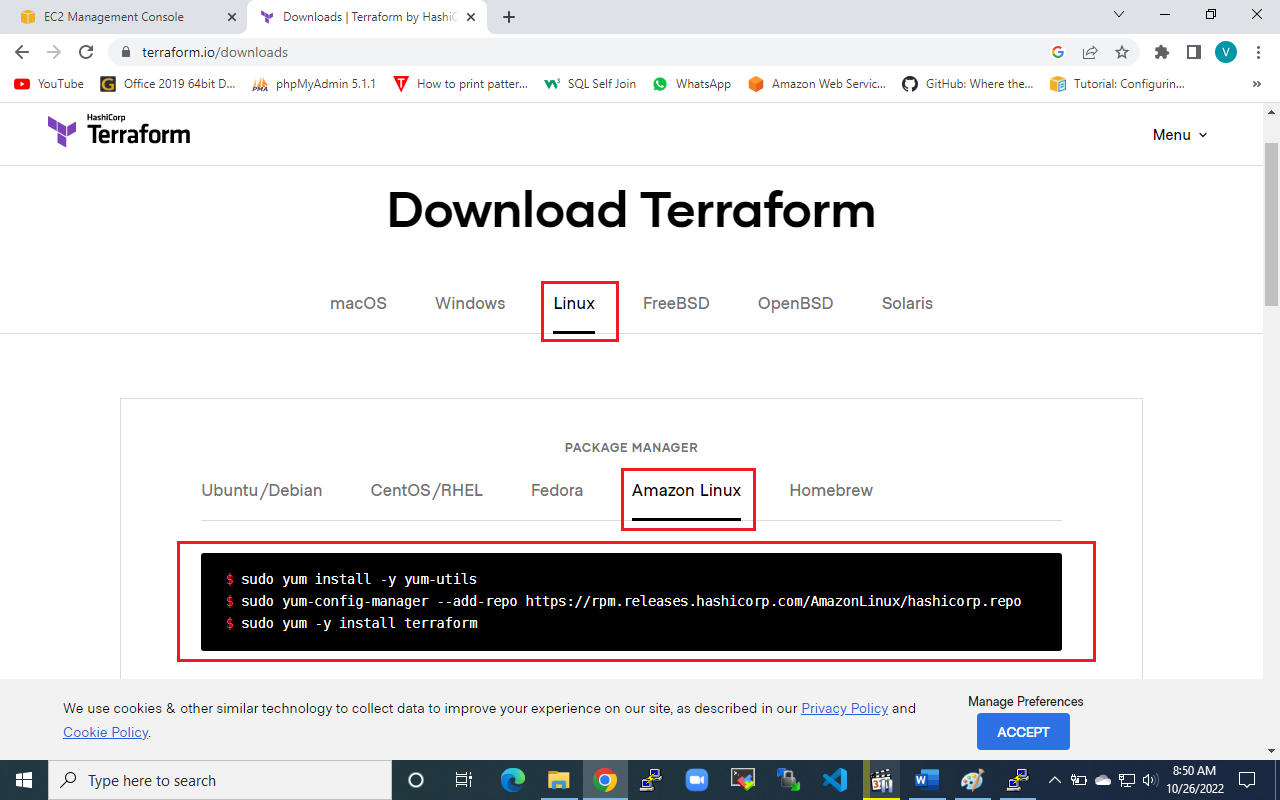 EC2 Management Console
Downloads | Terraform by HashiC
terraform.io/downloads
V
YouTube
Office 2019 64bit D...
phpMyAdmin 5.1.1
How to print patter...
SQL Self Join
WhatsApp
Amazon Web Servic...
GitHub: Where the...
Tutorial: Configurin...
»
HashiCorp
Terraform
Menu
Download Terraform
macOS Windows Linux FreeBSD OpenBSD Solaris
PACKAGE MANAGER
Ubuntu/Debian CentOS/RHEL Fedora Amazon Linux Homebrew
$ sudo yum install -y yum-utils
$ sudo yum-config-manager --add-repo https://rpm.releases.hashicorp.com/AmazonLinux/hashicorp.repo
$ sudo yum -y install terraform
We use cookies & other similar technology to collect data to improve your experience on our site, as described in our Privacy Policy and
Cookie Policy.
Manage Preferences
ACCEPT
Type here to search
8:50 AM
10/26/2022